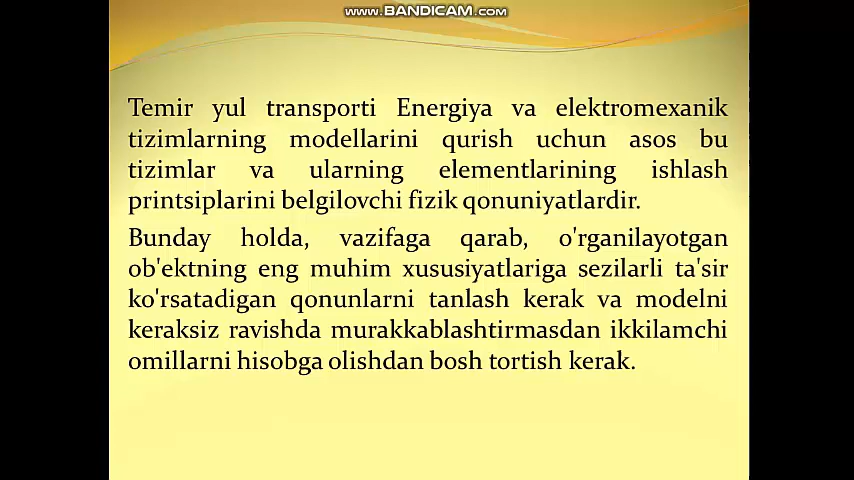 www.BANDICAM.com
Temir yul transporti Energiya va elektromexanik
tizimlarning modellarini qurish uchun asos bu
tizimlar va ularning elementlarining ishlash
printsiplarini belgilovchi fizik qonuniyatlardir.
Bunday holda, vazifaga qarab, o'rganilayotgan
ob'ektning eng muhim xususiyatlariga sezilarli ta'sir
ko'rsatadigan qonunlarni tanlash kerak va modelni
keraksiz ravishda murakkablashtirmasdan ikkilamchi
omillarni hisobga olishdan bosh tortish kerak.